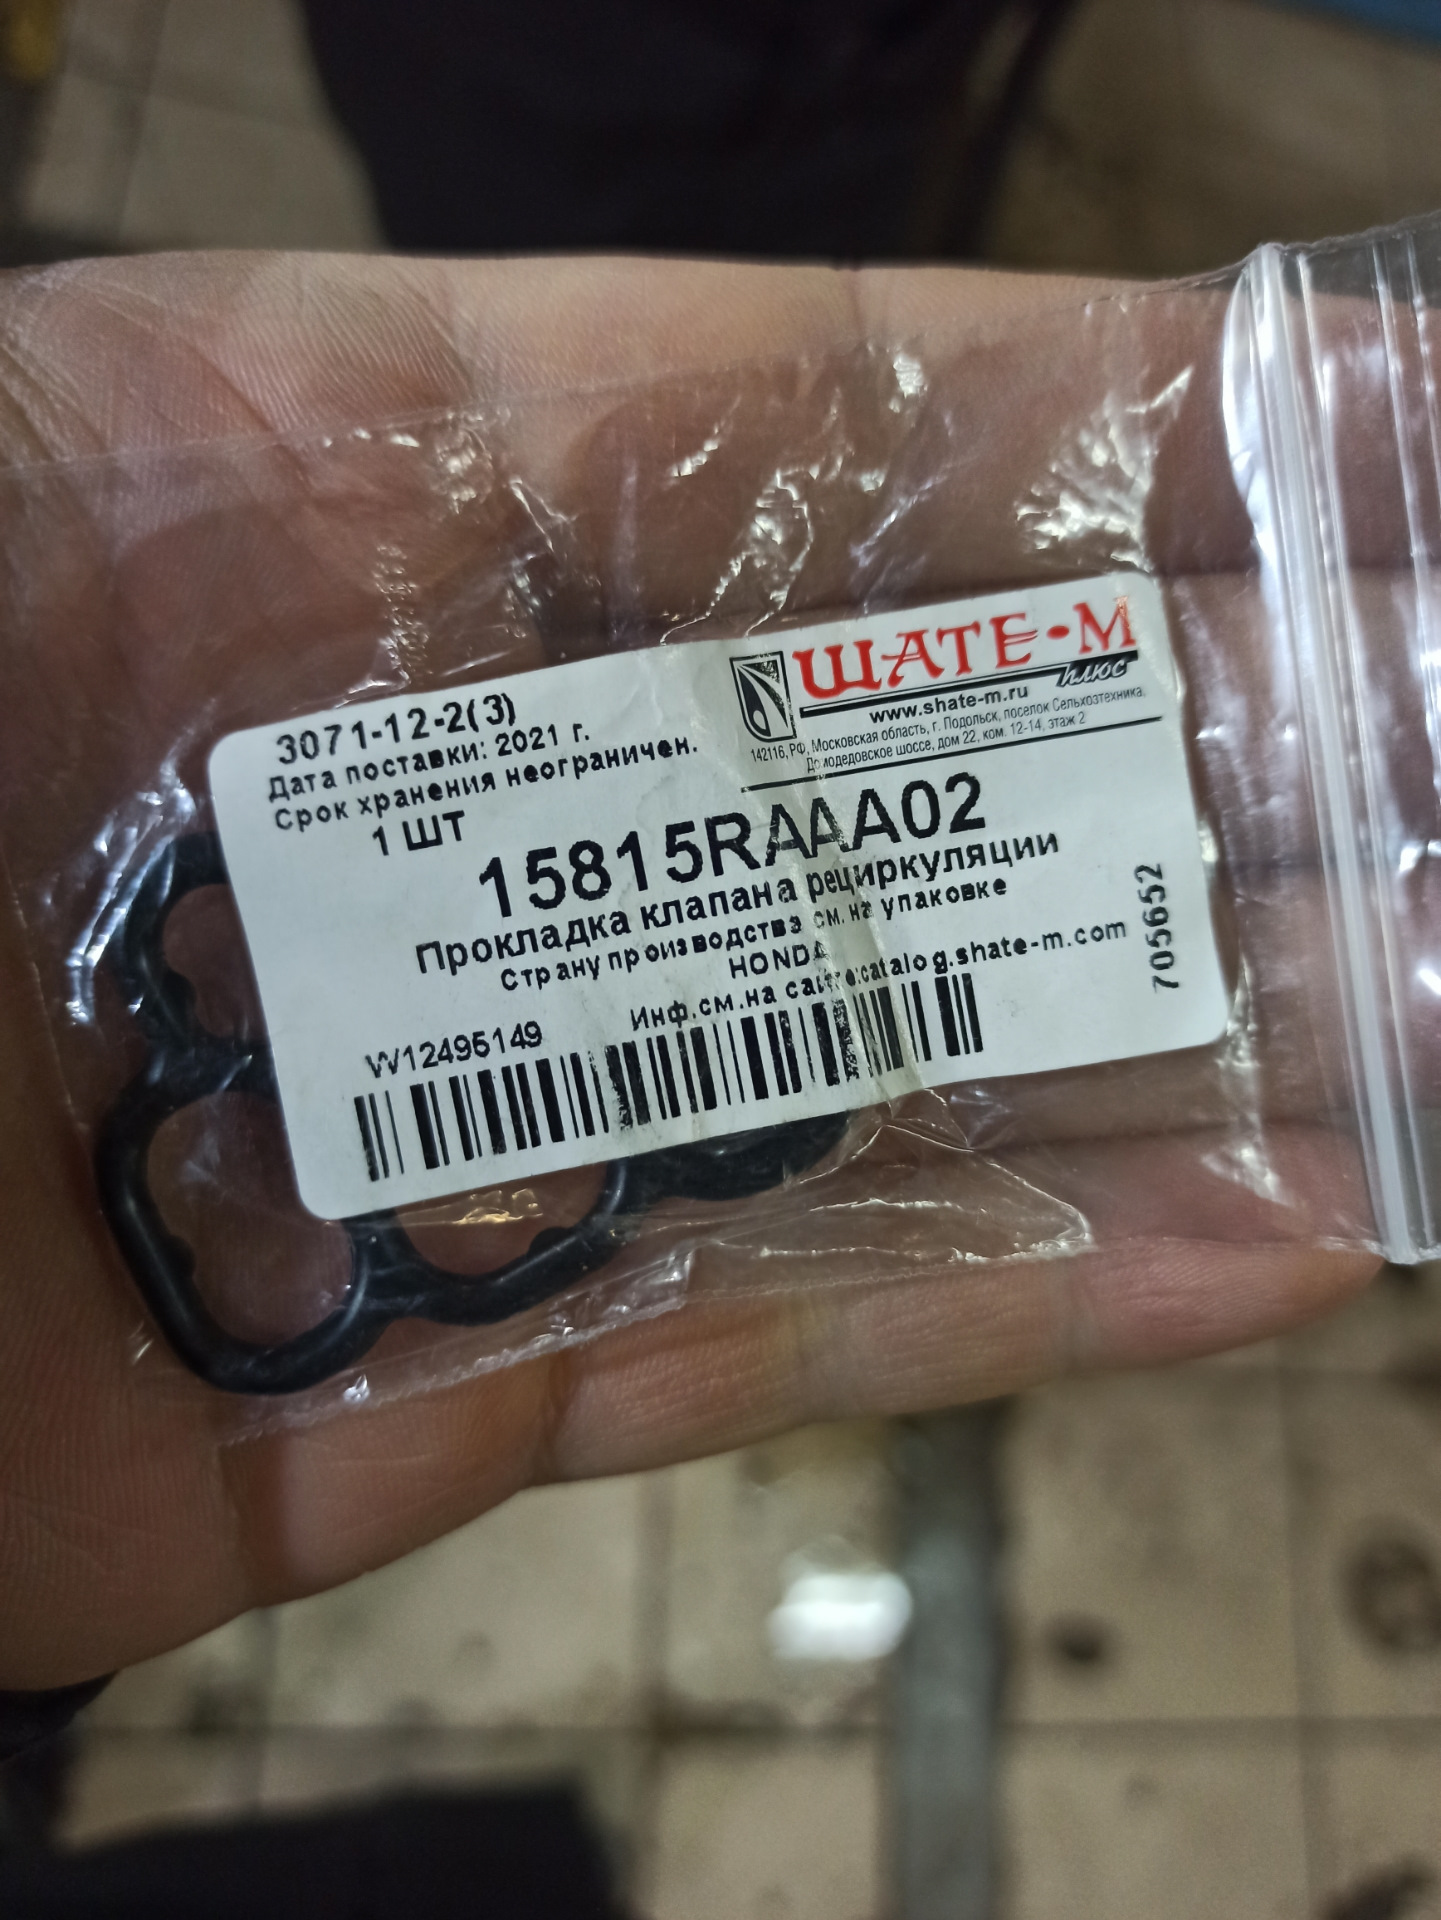 ШАТЕ-М
плюс
www.shate-m.ru
142116, РФ, Московская область, г. Подольск, поселок Сельхозтехника,
Домодедовское шоссе, дом 22, ком. 12-14, этаж 2
3071-12-2(3)
Дата поставки: 2021 г.
Срок хранения неограничен.
1 ШТ
15815RAAA02
Прокладка клапана рециркуляции
Страну производства см. на упаковке
HONDA
Инф.см.на сайте:catalog.shate-m.com
W12495149
705652